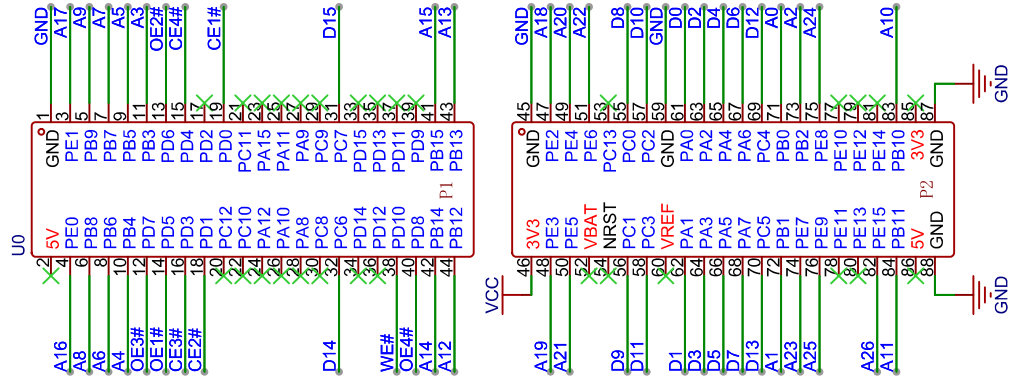 GND A17 A9 A7 A5 A3 OE2# CE4# CE1# D15 A15 A13
1 3 5 7 9 11 13 15 17 19 21 23 25 27 29 31 33 35 37 39 41 43
GND PE1 PB9 PB7 PB5 PB3 PD6 PD4 PD2 PD0 PC11 PA15 PA11 PA9 PC9 PC7 PD15 PD13 PD11 PD9 PB15 PB13
P1
U0
5V PE0 PB8 PB6 PB4 PD7 PD5 PD3 PD1 PC12 PC10 PA12 PA10 PA8 PC8 PC6 PD14 PD12 PD10 PD8 PB14 PB12
2 4 6 8 10 12 14 16 18 20 22 24 26 28 30 32 34 36 38 40 42 44
A16 A8 A6 A4 OE3# OE1# CE3# CE2# D14 WE# OE4# A14 A12
GND A18 A20 A22 D8 D10 GND D0 D2 D4 D6 D12 A0 A2 A24 A10
45 47 49 51 53 55 57 59 61 63 65 67 69 71 73 75 77 79 81 83 85 87
GND
GND PE2 PE4 PE6 PC13 PC0 PC2 GND PA0 PA2 PA4 PA6 PC4 PB0 PB2 PE8 PE10 PE12 PE14 PB10 3V3 GND
P2
3V3 PE3 PE5 VBAT NRST PC1 PC3 VREF PA1 PA3 PA5 PA7 PC5 PB1 PE7 PE9 PE11 PE13 PE15 PB11 5V GND
46 48 50 52 54 56 58 60 62 64 66 68 70 72 74 76 78 80 82 84 86 88
VCC
GND
A19 A21 D9 D11 D1 D3 D5 D7 D13 A1 A23 A25 A26 A11